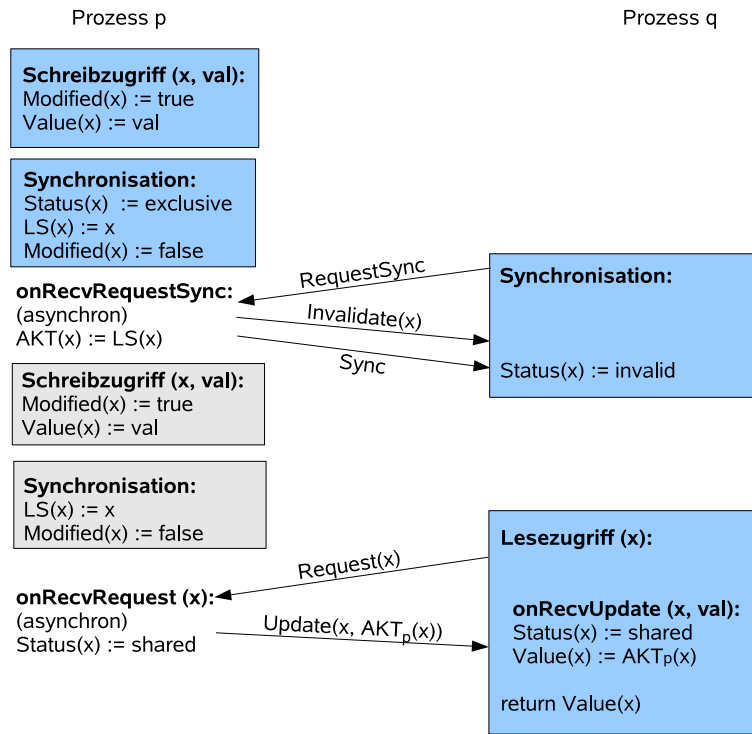 Prozess p
Prozess q
Schreibzugriff (x, val):
Modified(x) := true
Value(x) := val
Synchronisation:
Status(x) := exclusive
LS(x) := x
Modified(x) := false
RequestSync
Synchronisation:
onRecvRequestSync:
(asynchron)
Invalidate(x)
AKT(x) := LS(x)
Sync
Status(x) := invalid
Schreibzugriff (x, val):
Modified(x) := true
Value(x) := val
Synchronisation:
LS(x) := x
Modified(x) := false
Lesezugriff (x):
Request(x)
onRecvRequest (x):
(asynchron)
Status(x) := shared
Update(x, AKTp(x))
onRecvUpdate (x, val):
Status(x) := shared
Value(x) := AKTp(x)
return Value(x)